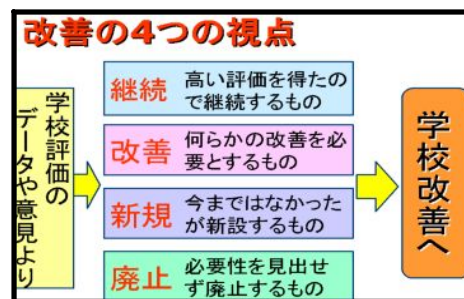 改善の4つの視点
学校評価の
データや意見より
継続
高い評価を得たの
で継続するもの
改善
何らかの改善を必
要とするもの
新規
今まではなかった
が新設するもの
廃止
必要性を見出せ
ず廃止するもの
学校改善へ